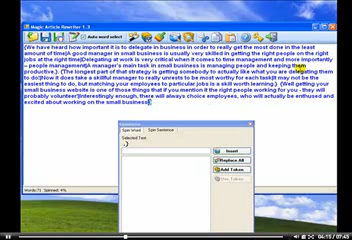 Magic Article Rewriter 1.3
Auto word select
{We have heard how important it is to delegate in business in order to really get the most done in the least
amount of time|A good manager in small business is usually very skilled in getting the right people on the right
jobs at the right time|Delegating at work is very critical when it comes to time management and more importantly
– people management|A manager's main task in small business is managing people and keeping them
productive.} {The longest part of that strategy is getting somebody to actually like what you are delegating them
to do|Now it does take a skillful manager to really unrests to be most worthy for each task|It may not be the
easiest thing to do, but matching your employees to particular jobs is a skill worth learning.} {Well getting your
small business website is one of those things that if you mention it the right people working for you - they will
probably volunteer|Interestingly enough, there will always choice employees, who will actually be enthused and
excited about working on the small business}
Spin Word
Spin Sentence
Selected Text
.}
Insert
Replace All
Add Token
Words:71 Spinned: 4%
04:15 / 07:45